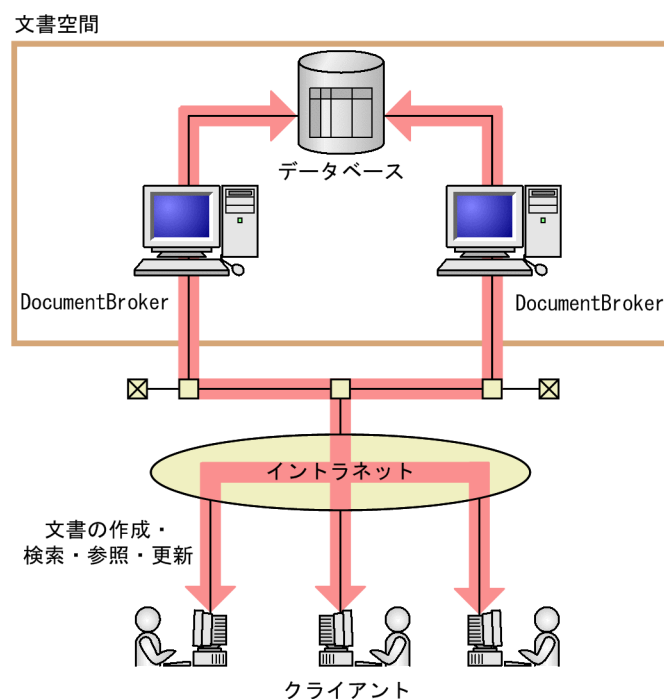 文書空間
データベース
DocumentBroker
DocumentBroker
イントラネット
文書の作成・
検索・参照・更新
クライアント